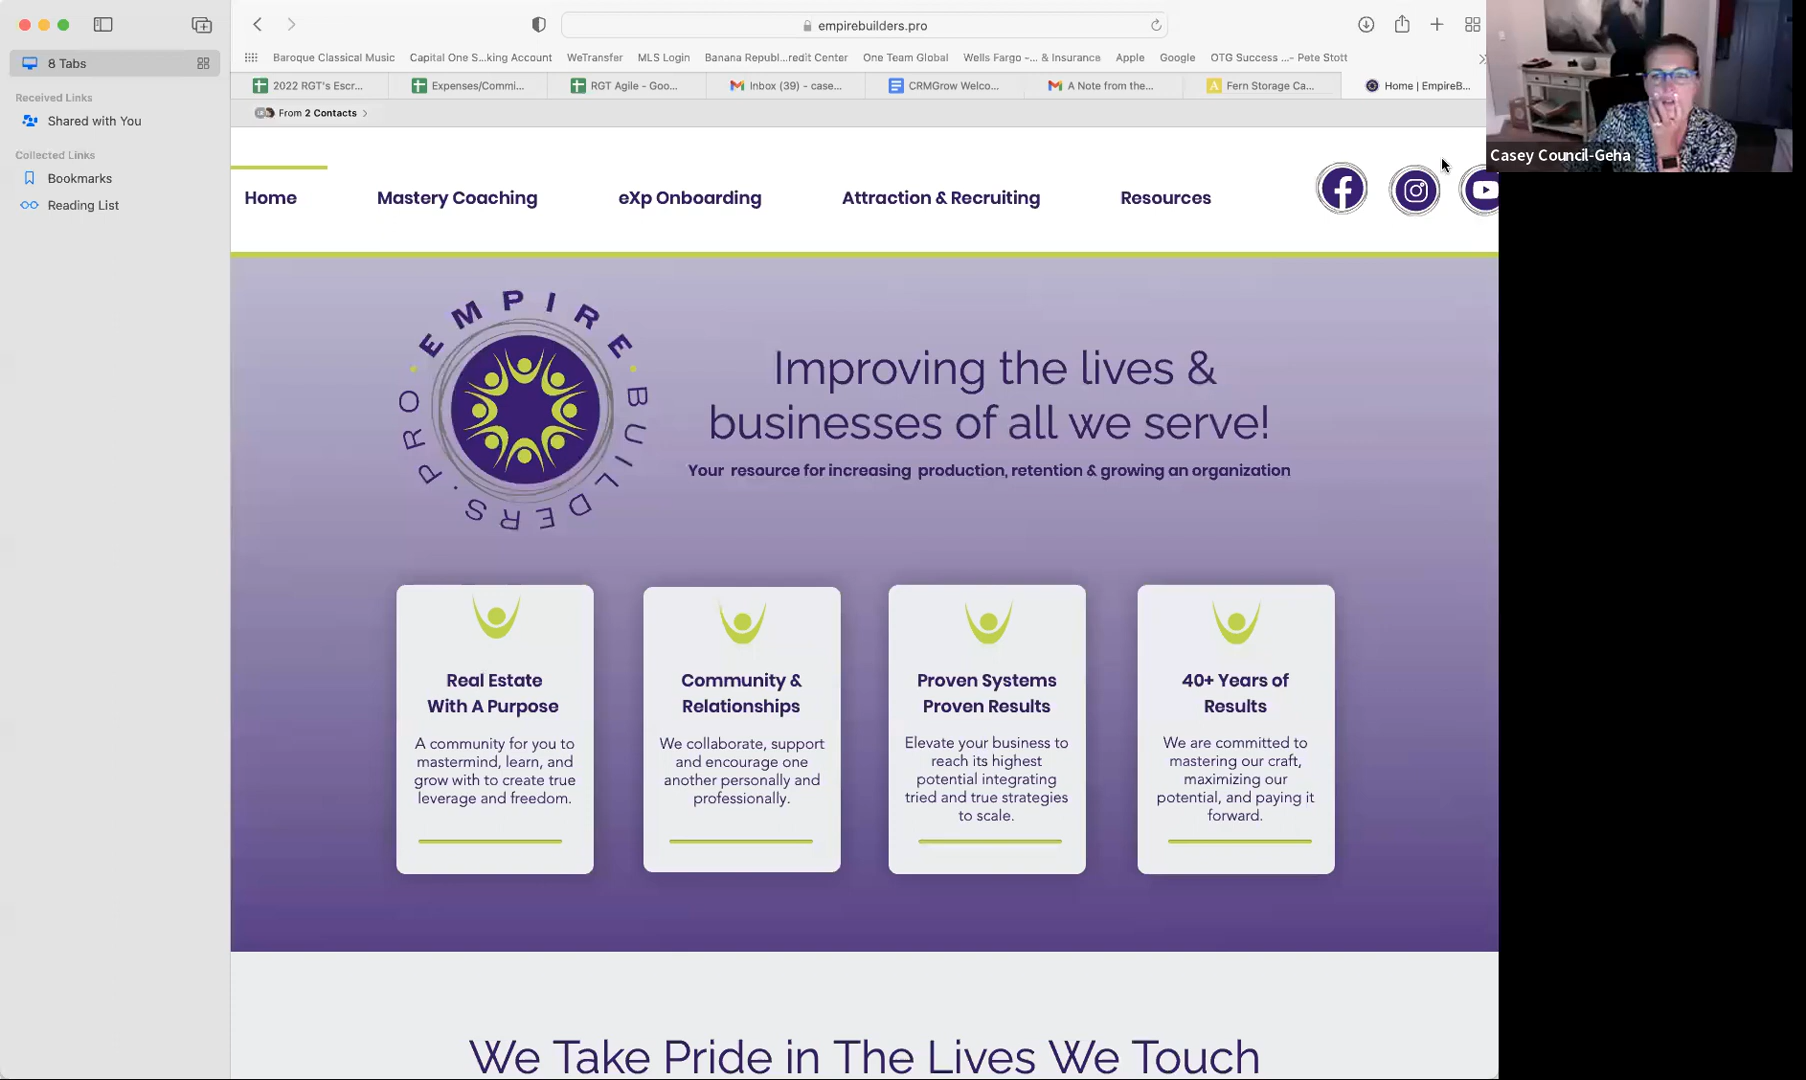 8 Tabs
Received Links
Shared with You
Collected Links
Bookmarks
Reading List
empirebuilders.pro
Baroque Classical Music
Capital One S...king Account
WeTransfer
MLS Login
Banana Republ...redit Center
One Team Global
Wells Fargo -... & Insurance
Apple
Google
OTG Success ...- Pete Stott
2022 RGT's Escr...
Expenses/Commi...
RGT Agile - Goo...
Inbox (39) - case...
CRMGrow Welco...
A Note from the...
Fern Storage Ca...
Home | EmpireB...
From 2 Contacts
Casey Council-Geha
Home
Mastery Coaching
eXp Onboarding
Attraction & Recruiting
Resources
EMPIRE BUILDERS.PRO
Improving the lives &
businesses of all we serve!
Your resource for increasing production, retention & growing an organization
Real Estate
With A Purpose
A community for you to
mastermind, learn, and
grow with to create true
leverage and freedom.
Community &
Relationships
We collaborate, support
and encourage one
another personally and
professionally.
Proven Systems
Proven Results
Elevate your business to
reach its highest
potential integrating
tried and true strategies
to scale.
40+ Years of
Results
We are committed to
mastering our craft,
maximizing our
potential, and paying it
forward.
We Take Pride in The Lives We Touch